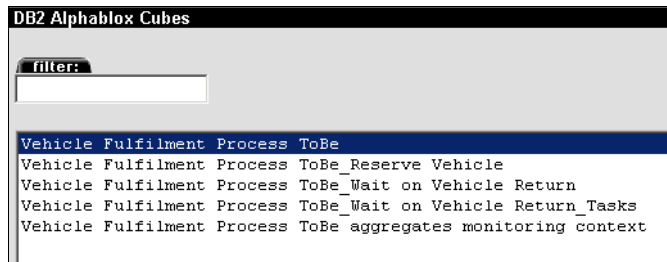 DB2 Alphablox Cubes
filter:
Vehicle Fulfilment Process ToBe
Vehicle Fulfilment Process ToBe_Reserve Vehicle
Vehicle Fulfilment Process ToBe_Wait on Vehicle Return
Vehicle Fulfilment Process ToBe_Wait on Vehicle Return_Tasks
Vehicle Fulfilment Process ToBe aggregates monitoring context